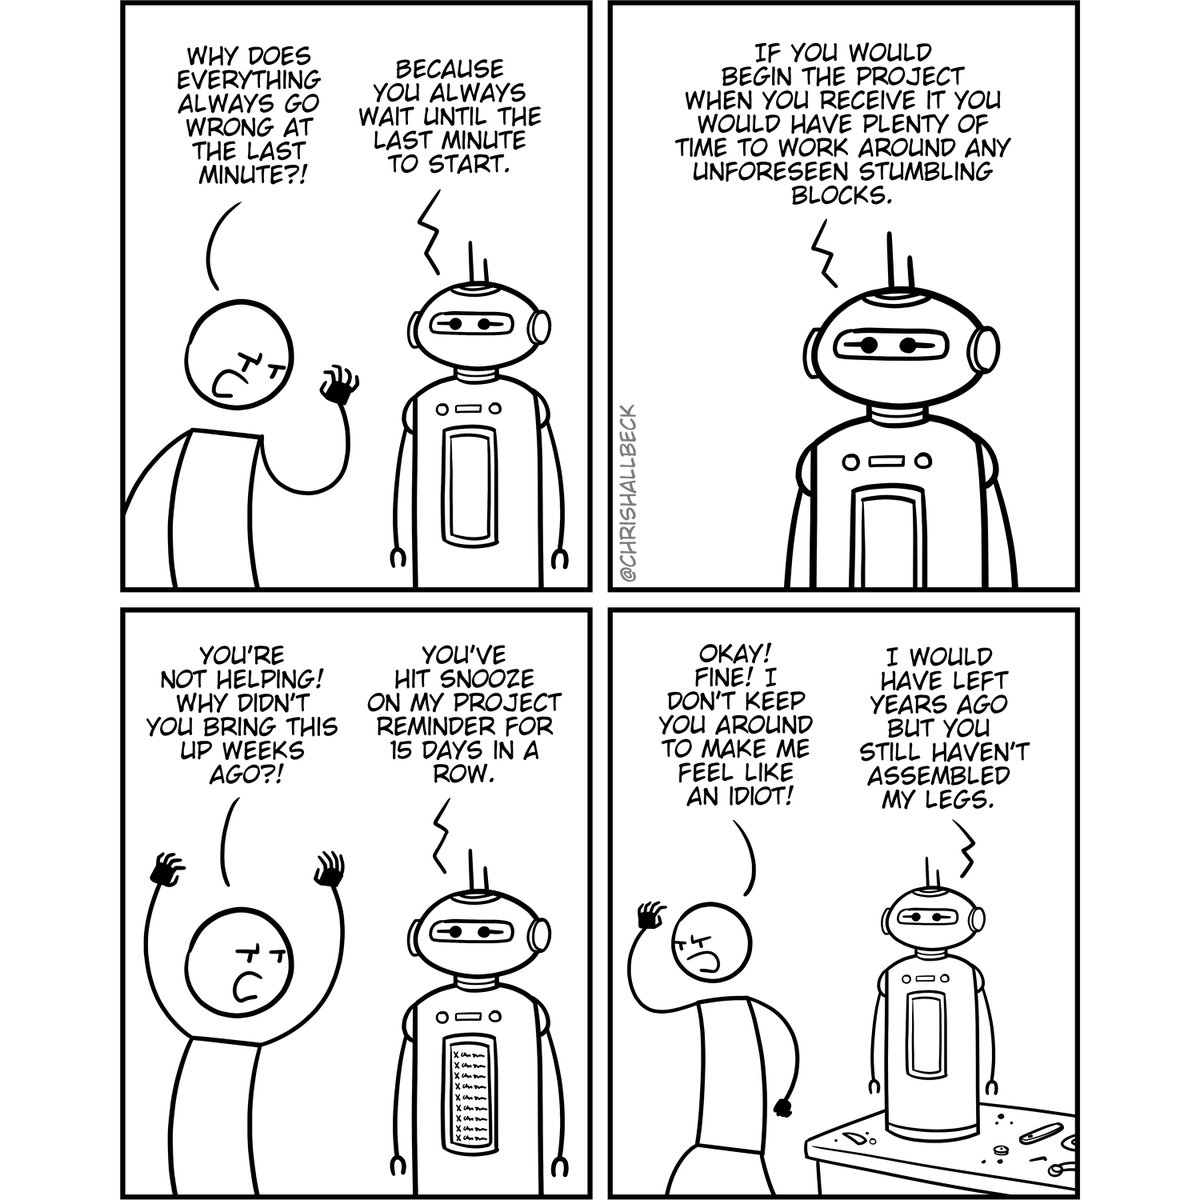 WHY DOES
EVERYTHING
ALWAYS GO
WRONG AT
THE LAST
MINUTE?!
BECAUSE
YOU ALWAYS
WAIT UNTIL THE
LAST MINUTE
TO START.
IF YOU WOULD
BEGIN THE PROJECT
WHEN YOU RECEIVE IT YOU
WOULD HAVE PLENTY OF
TIME TO WORK AROUND ANY
UNFORESEEN STUMBLING
BLOCKS.
@CHRISHALLBECK
YOU'RE
NOT HELPING!
WHY DIDN'T
YOU BRING THIS
UP WEEKS
AGO?!
YOU'VE
HIT SNOOZE
ON MY PROJECT
REMINDER FOR
15 DAYS IN A
ROW.
OKAY!
FINE! I
DON'T KEEP
YOU AROUND
TO MAKE ME
FEEL LIKE
AN IDIOT!
I WOULD
HAVE LEFT
YEARS AGO
BUT YOU
STILL HAVEN'T
ASSEMBLED
MY LEGS.